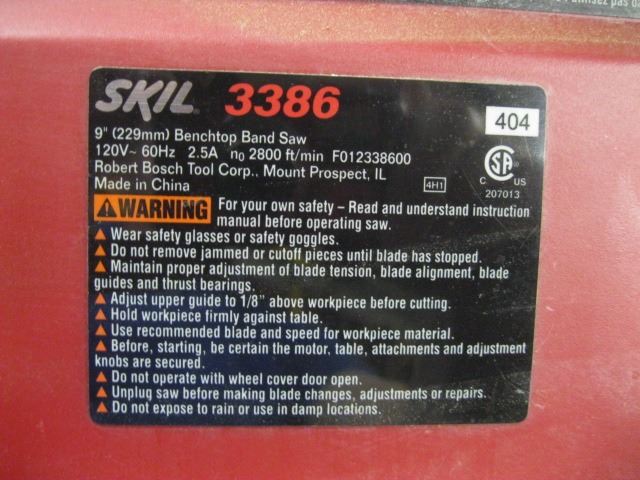 utilisez pas
SKIL 3386
404
9" (229mm) Benchtop Band Saw
120V~ 60Hz 2.5A n0 2800 ft/min F012338600
Robert Bosch Tool Corp., Mount Prospect, IL
Made in China
4H1
C SA US
207013
WARNING For your own safety – Read and understand instruction
manual before operating saw.
Wear safety glasses or safety goggles.
Do not remove jammed or cutoff pieces until blade has stopped.
Maintain proper adjustment of blade tension, blade alignment, blade
guides and thrust bearings.
Adjust upper guide to 1/8" above workpiece before cutting.
Hold workpiece firmly against table.
Use recommended blade and speed for workpiece material.
Before, starting, be certain the motor, table, attachments and adjustment
knobs are secured.
Do not operate with wheel cover door open.
Unplug saw before making blade changes, adjustments or repairs.
Do not expose to rain or use in damp locations.